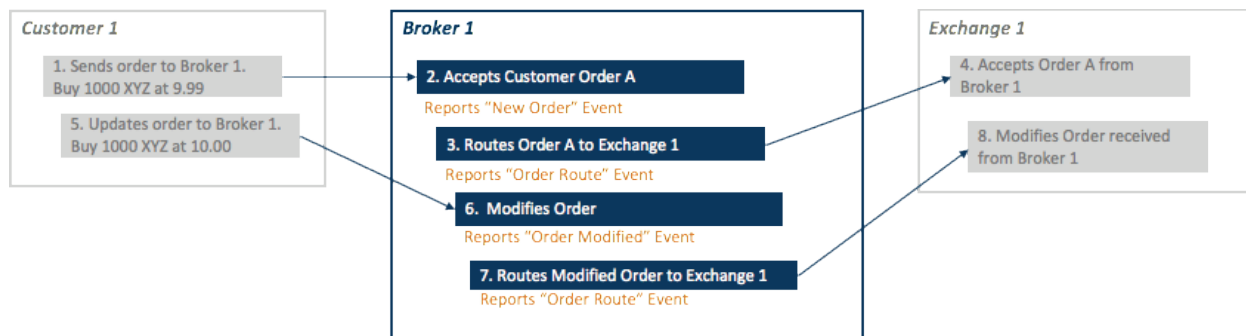 Customer 1
1. Sends order to Broker 1.
Buy 1000 XYZ at 9.99
5. Updates order to Broker 1.
Buy 1000 XYZ at 10.00
Broker 1
2. Accepts Customer Order A
Reports "New Order" Event
3. Routes Order A to Exchange 1
Reports "Order Route" Event
6. Modifies Order
Reports "Order Modified" Event
7. Routes Modified Order to Exchange 1
Reports "Order Route" Event
Exchange 1
4. Accepts Order A from
Broker 1
8. Modifies Order received
from Broker 1